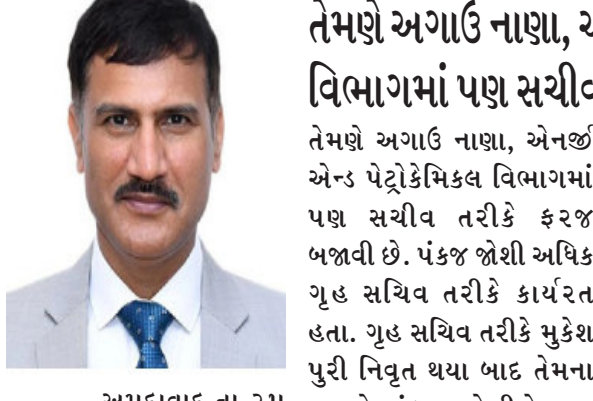 તેમણે અગાઉ નાણા,
વિભાગમાં પણ સચીવ
તેમણે અગાઉ નાણા, એનર્જી
એન્ડ પેટ્રોકેમિકલ વિભાગમાં
પણ સચીવ તરીકે ફરજ
બજાવી છે. પંકજ જોશી અધિક
ગૃહ સચિવ તરીકે કાર્યરત
હતા. ગૃહ સચિવ તરીકે મુકેશ
પુરી નિવૃત થયા બાદ તેમના